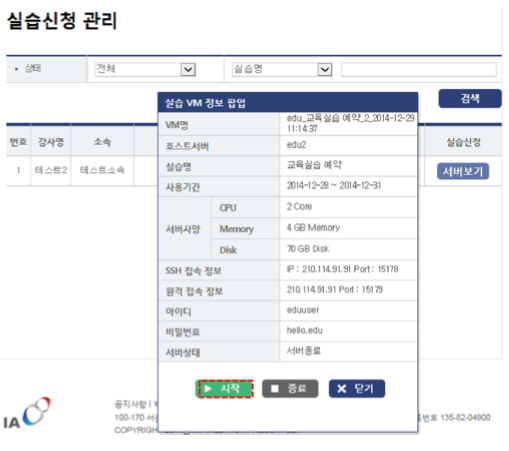 실습신청 관리
상태 전체 실습명
검색
번호 강사명 소속 실습신청
1 테스트2 테스트소속 서버보기
실습 VM 정보 팝업
VM명 edu_교육실습 예약_2_2014-12-29 11:14:37
호스트서버 edu2
실습명 교육실습 예약
사용기간 2014-12-28 ~ 2014-12-31
서버사양 CPU 2 Core
Memory 4 GB Memory
Disk 70 GB Disk
SSH 접속 정보 IP : 210.114.91.91 Port : 15178
원격 접속 정보 210.114.91.91 Port : 15179
아이디 eduuser
비밀번호 hello.edu
서버상태 서버종료
시작 종료 닫기
IA
공지사항 |
100-170 서 135-82-04900
COPYRIGH